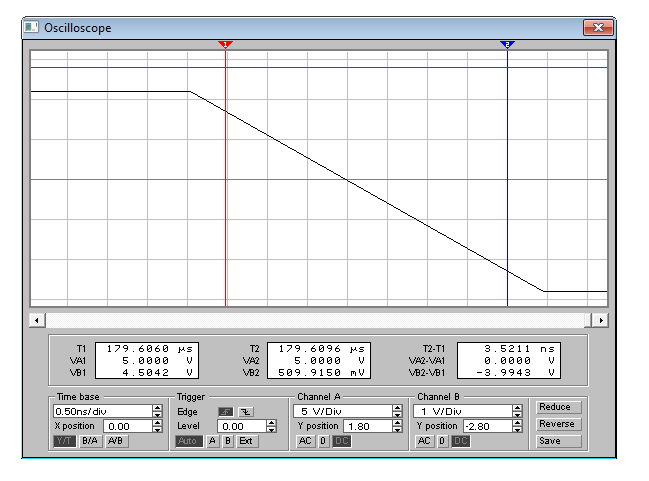 Oscilloscope
1 2
T1 179.6060 µs T2 179.6096 µs T2-T1 3.5211 ns
VA1 5.0000 V VA2 5.0000 V VA2-VA1 0.0000 V
VB1 4.5042 V VB2 509.9150 mV VB2-VB1 -3.9943 V
Time base Trigger Channel A Channel B
0.50ns/div Edge 5 V/Div 1 V/Div Reduce
X position 0.00 Level 0.00 Y position 1.80 Y position -2.80 Reverse
Y/T B/A A/B Auto A B Ext AC 0 DC AC 0 DC Save